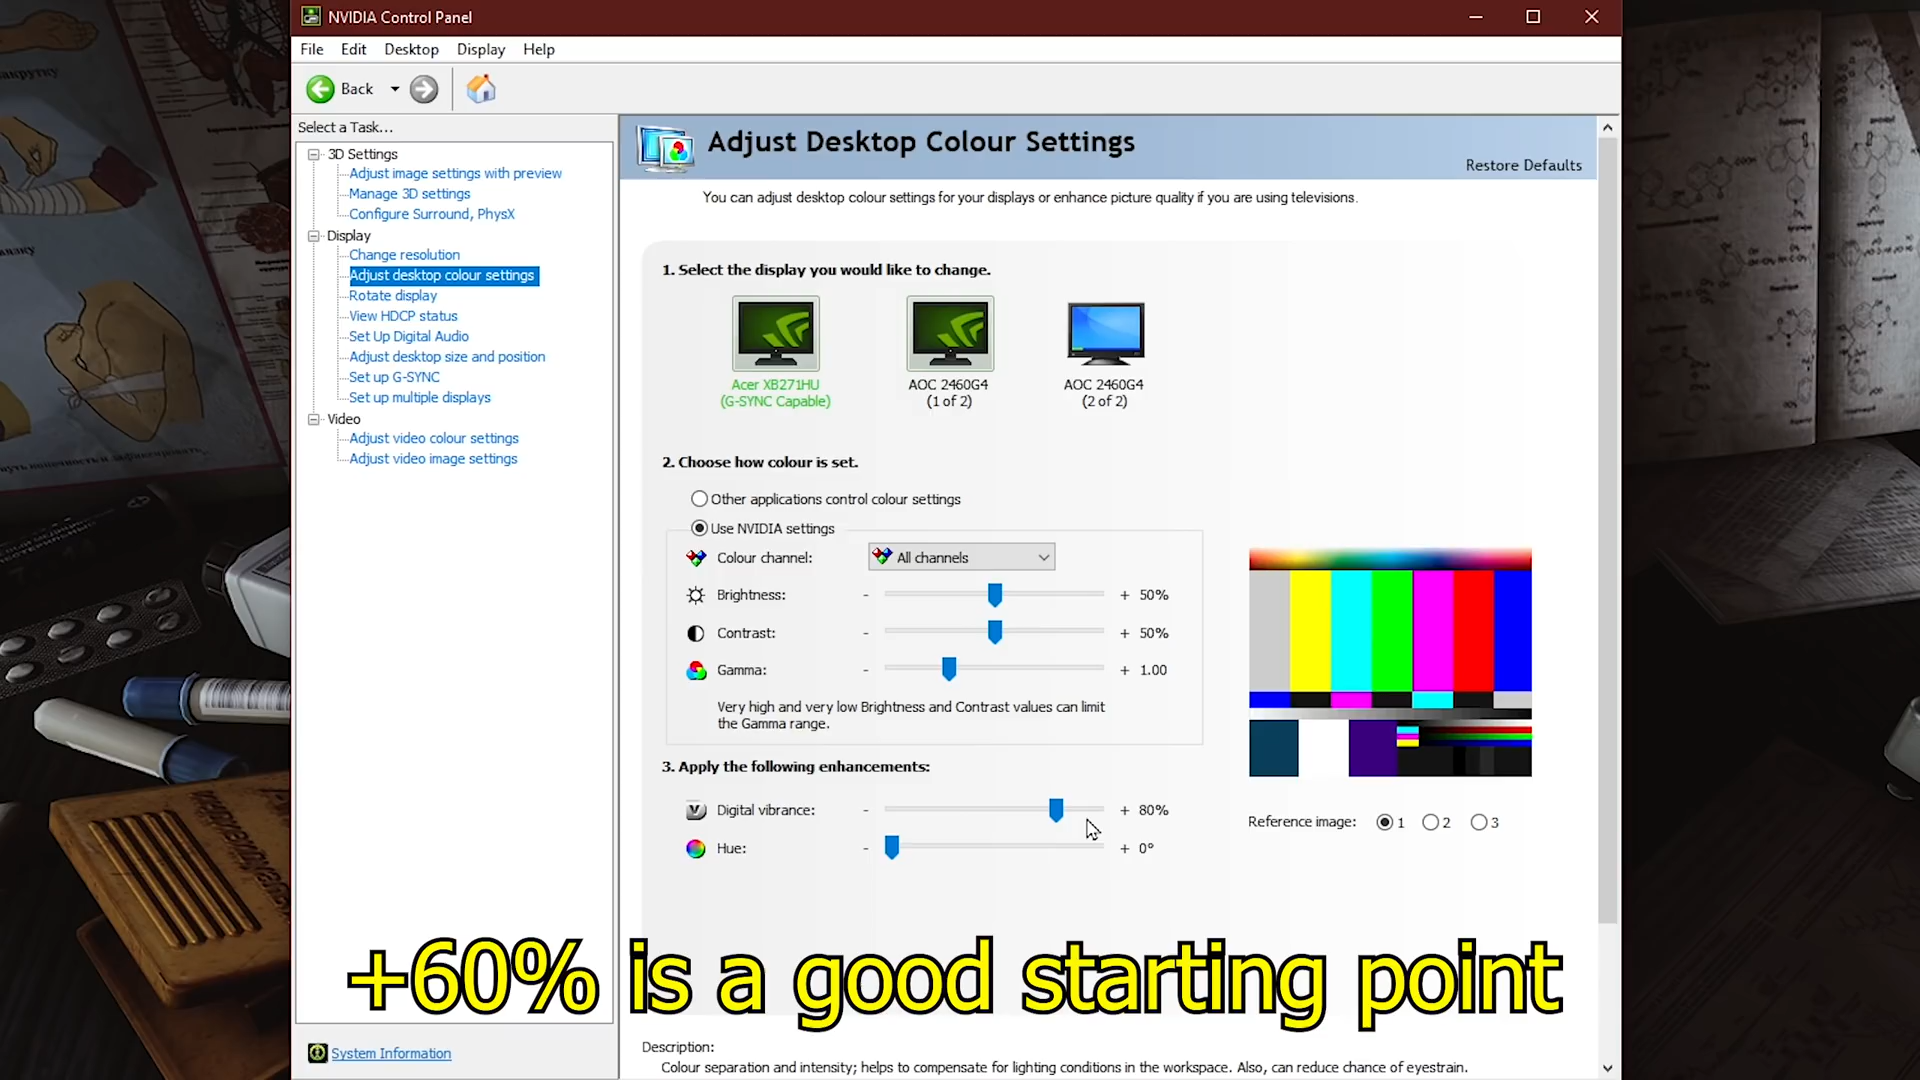 NVIDIA Control Panel
File Edit Desktop Display Help
Back
Select a Task...
3D Settings
Adjust image settings with preview
Manage 3D settings
Configure Surround, PhysX
Display
Change resolution
Adjust desktop colour settings
Rotate display
View HDCP status
Set Up Digital Audio
Adjust desktop size and position
Set up G-SYNC
Set up multiple displays
Video
Adjust video colour settings
Adjust video image settings
System Information
Adjust Desktop Colour Settings
Restore Defaults
You can adjust desktop colour settings for your displays or enhance picture quality if you are using televisions.
1. Select the display you would like to change.
Acer XB271HU
(G-SYNC Capable)
AOC 2460G4
(1 of 2)
AOC 2460G4
(2 of 2)
2. Choose how colour is set.
Other applications control colour settings
Use NVIDIA settings
Colour channel: All channels
Brightness: - + 50%
Contrast: - + 50%
Gamma: - + 1.00
Very high and very low Brightness and Contrast values can limit
the Gamma range.
3. Apply the following enhancements:
Digital vibrance: - + 80%
Hue: - + 0°
Reference image: 1 2 3
+60% is a good starting point
Description:
Colour separation and intensity; helps to compensate for lighting conditions in the workspace. Also, can reduce chance of eyestrain.